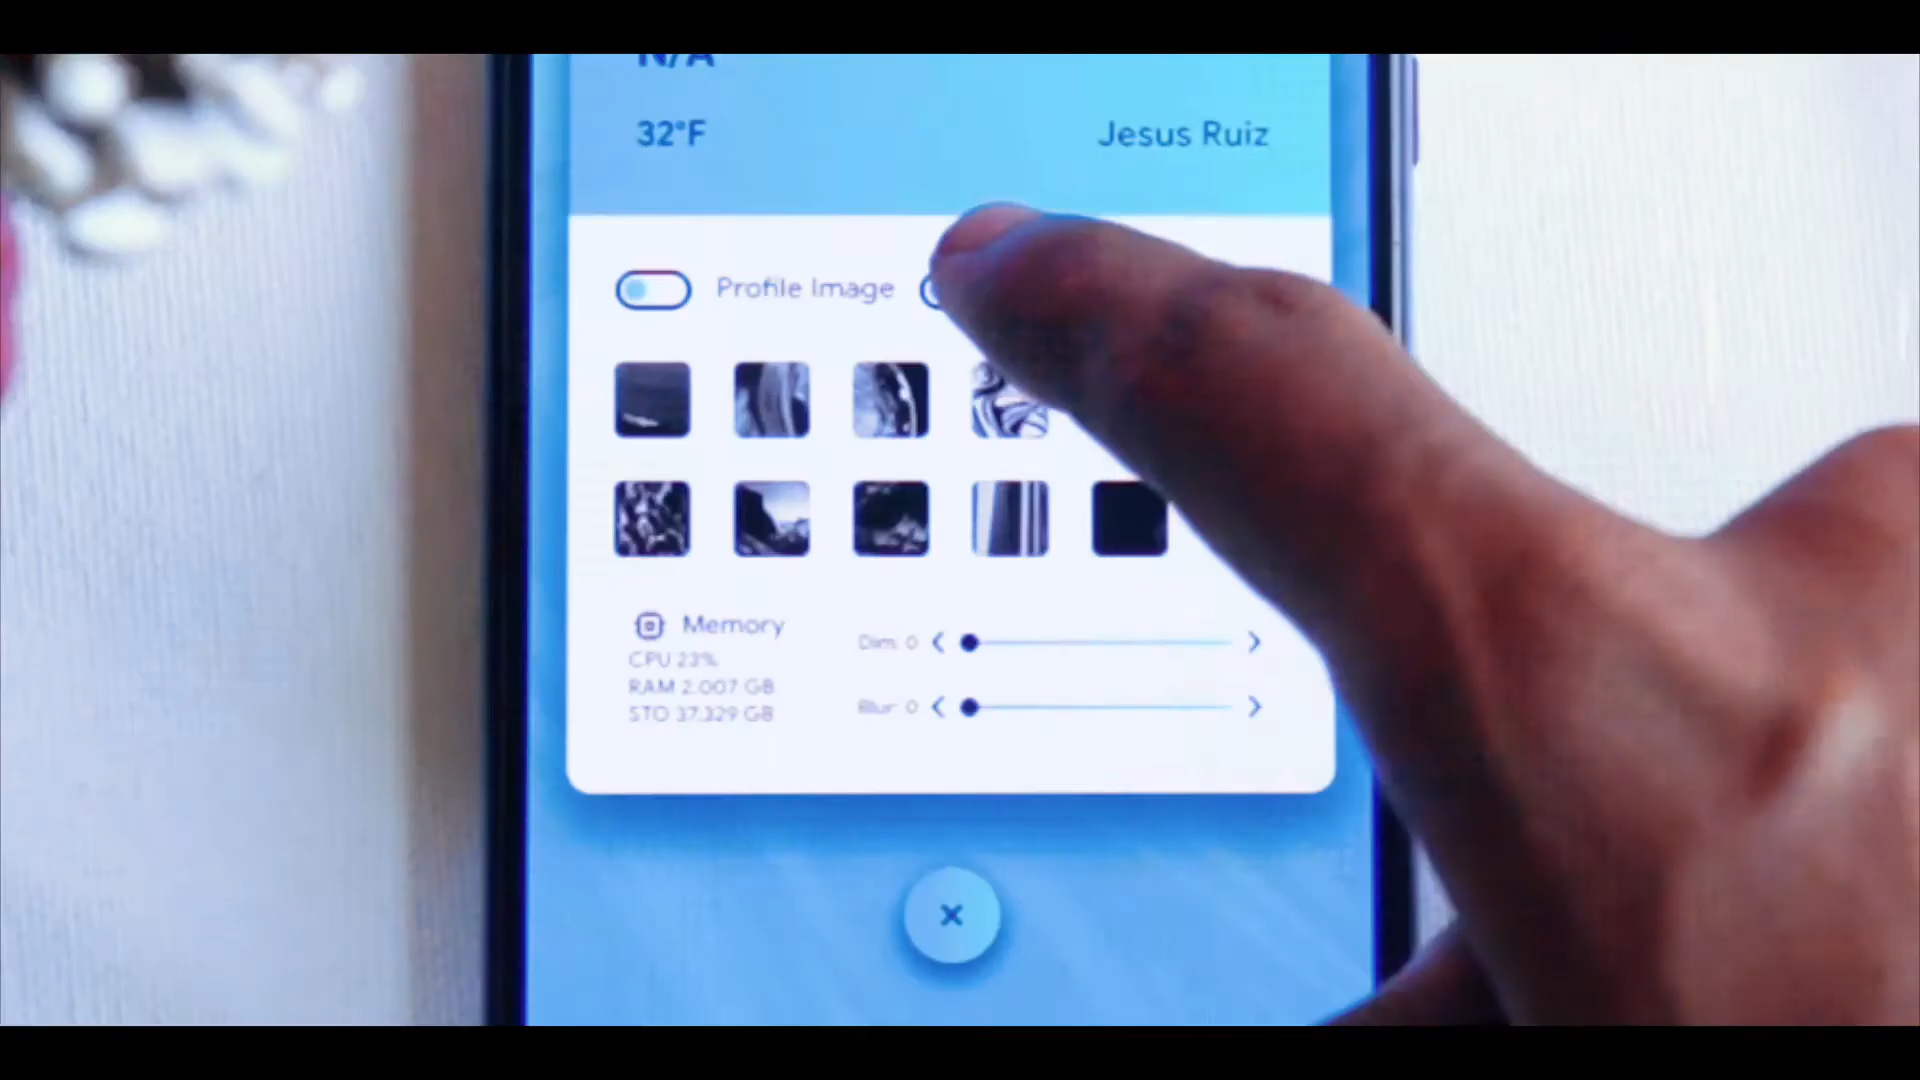 N/A
32°F
Jesus Ruiz
Profile Image
Memory
CPU 23%
RAM 2.007 GB
STO 37.329 GB
Dim: 0
Blur: 0